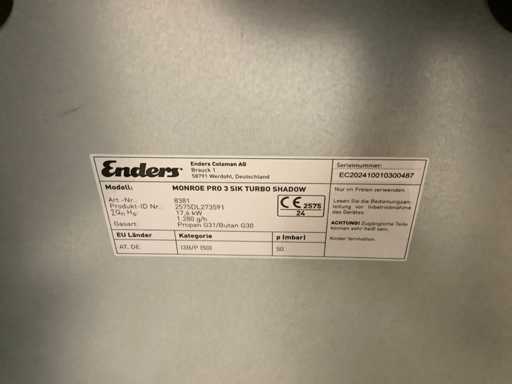 Enders
Enders Colsman AG
Brauck 1
58791 Werdohl, Deutschland
Modell: MONROE PRO 3 SIK TURBO SHADOW
Art.-Nr.: 8381
Produkt-ID Nr.: 2575DL273591
ΣQn Hs: 17,6 kW
1.280 g/h
Gasart: Propan G31/Butan G30
CE 2575
24
EU Länder Kategorie p (mbar)
AT, DE I3B/P (50) 50
Seriennummer:
EC202410010300487
Nur im Freien verwenden.
Lesen Sie die Bedienungsanleitung
vor Inbetriebnahme
des Gerätes.
ACHTUNG! Zugängliche Teile
können sehr heiß sein.
Kinder fernhalten.